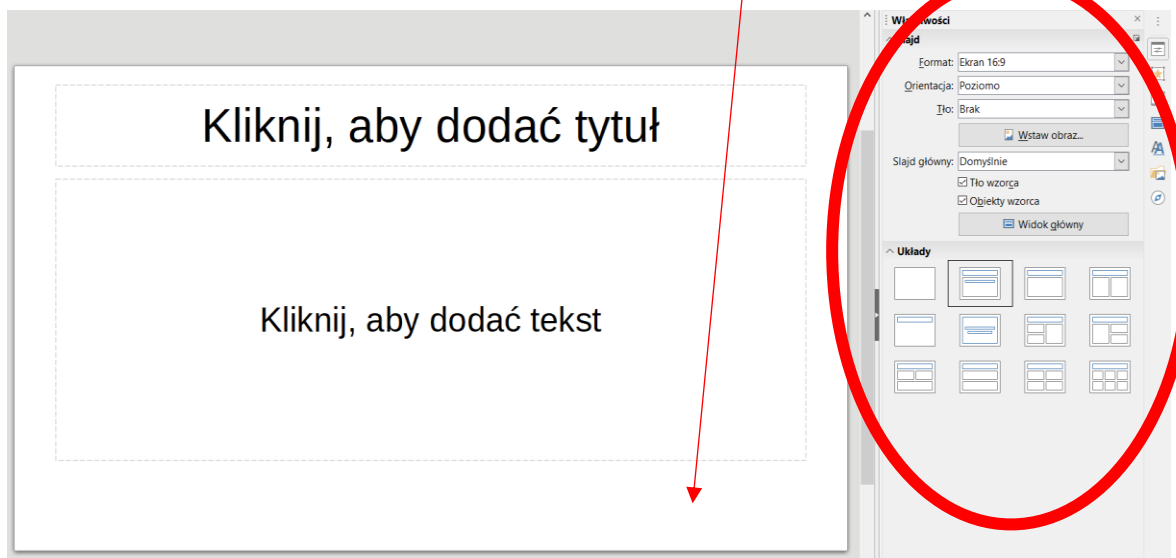 Właściwości
Slajd
Format: Ekran 16:9
Orientacja: Poziomo
Tło: Brak
Wstaw obraz...
Slajd główny: Domyślnie
Tło wzorca
Obiekty wzorca
Widok główny
Układy
Kliknij, aby dodać tytuł
Kliknij, aby dodać tekst